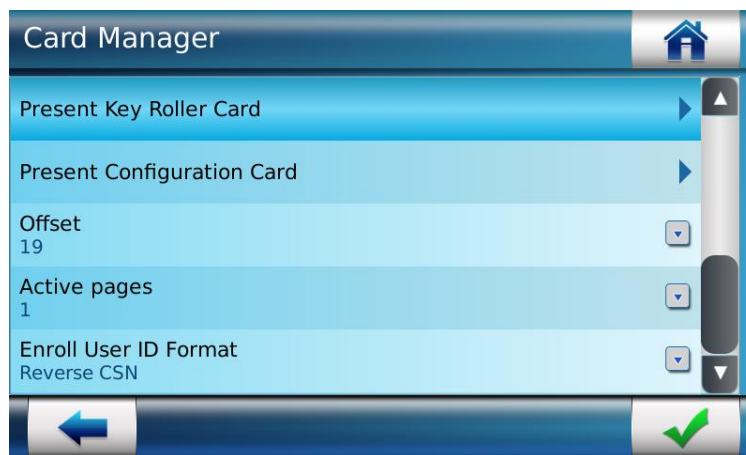 Card Manager
Present Key Roller Card
Present Configuration Card
Offset
19
Active pages
1
Enroll User ID Format
Reverse CSN